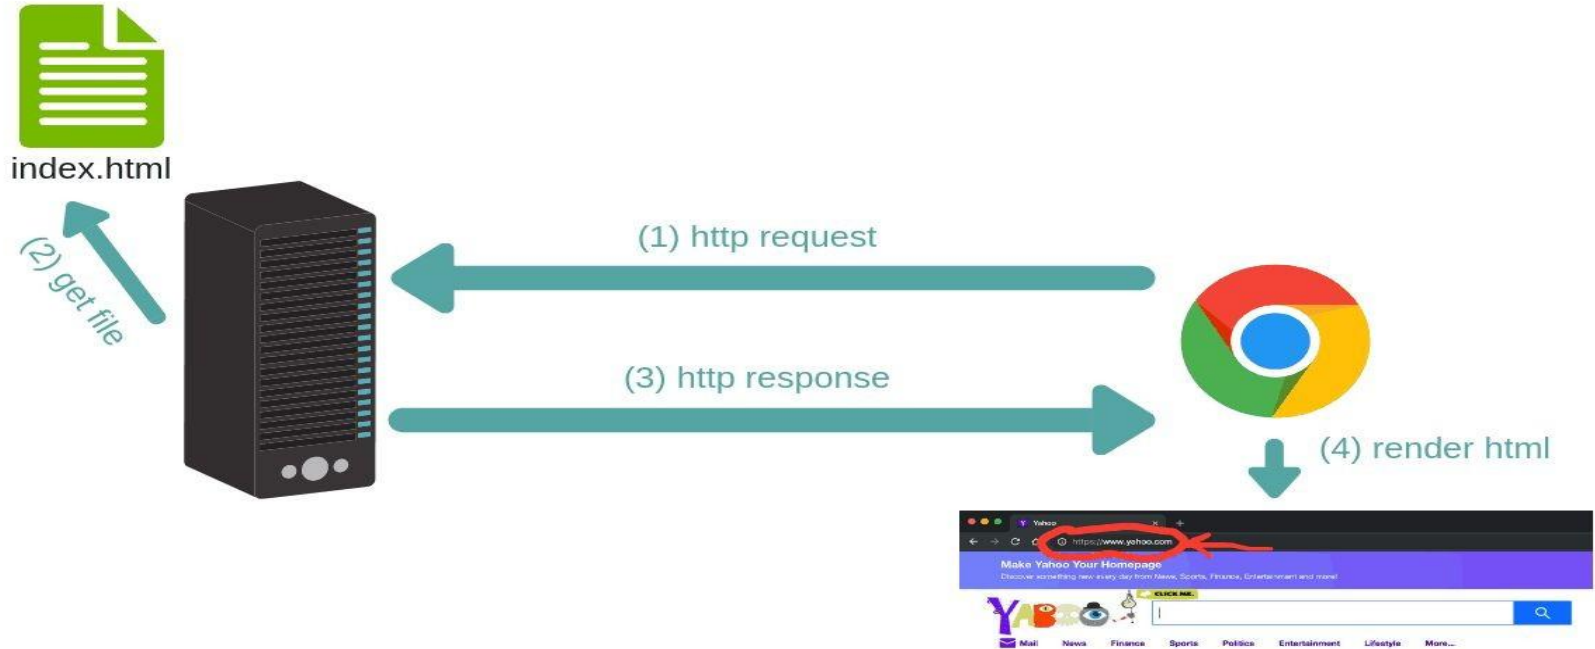 index.html
(1) http request
(2) get file
(3) http response
(4) render html
Yahoo
https://www.yahoo.com
Make Yahoo Your Homepage
Discover something new every day from News, Sports, Finance, Entertainment and more!
CLICK ME.
YAHOO
Mail News Finance Sports Politics Entertainment Lifestyle More...